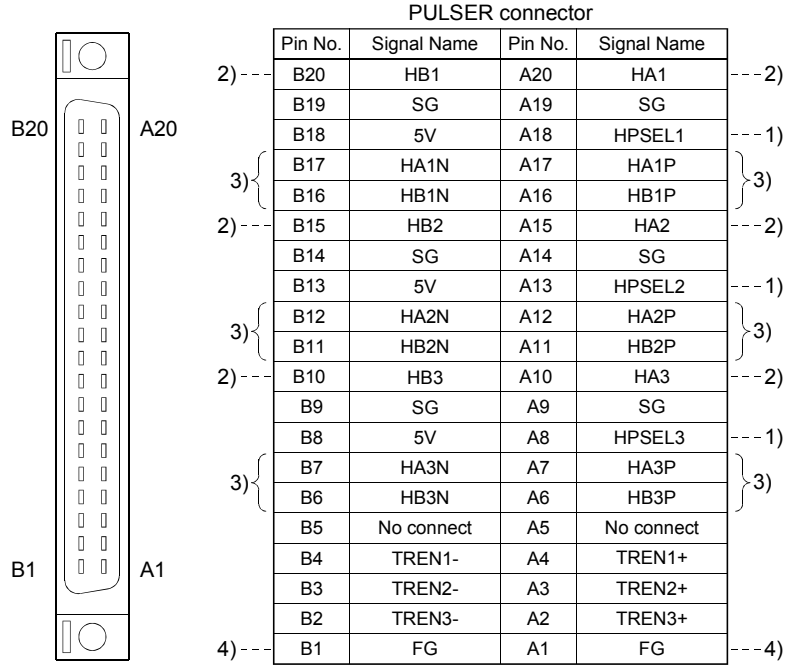 PULSER connector
Pin No. Signal Name Pin No. Signal Name
2) B20 HB1 A20 HA1 2)
B19 SG A19 SG
B20 A20
B18 5V A18 HPSEL1 1)
B17 HA1N A17 HA1P
3) 3)
B16 HB1N A16 HB1P
2) B15 HB2 A15 HA2 2)
B14 SG A14 SG
B13 5V A13 HPSEL2 1)
B12 HA2N A12 HA2P
3) 3)
B11 HB2N A11 HB2P
2) B10 HB3 A10 HA3 2)
B9 SG A9 SG
B8 5V A8 HPSEL3 1)
B7 HA3N A7 HA3P
3) 3)
B6 HB3N A6 HB3P
B5 No connect A5 No connect
B4 TREN1- A4 TREN1+
B1 A1
B3 TREN2- A3 TREN2+
B2 TREN3- A2 TREN3+
4) B1 FG A1 FG 4)